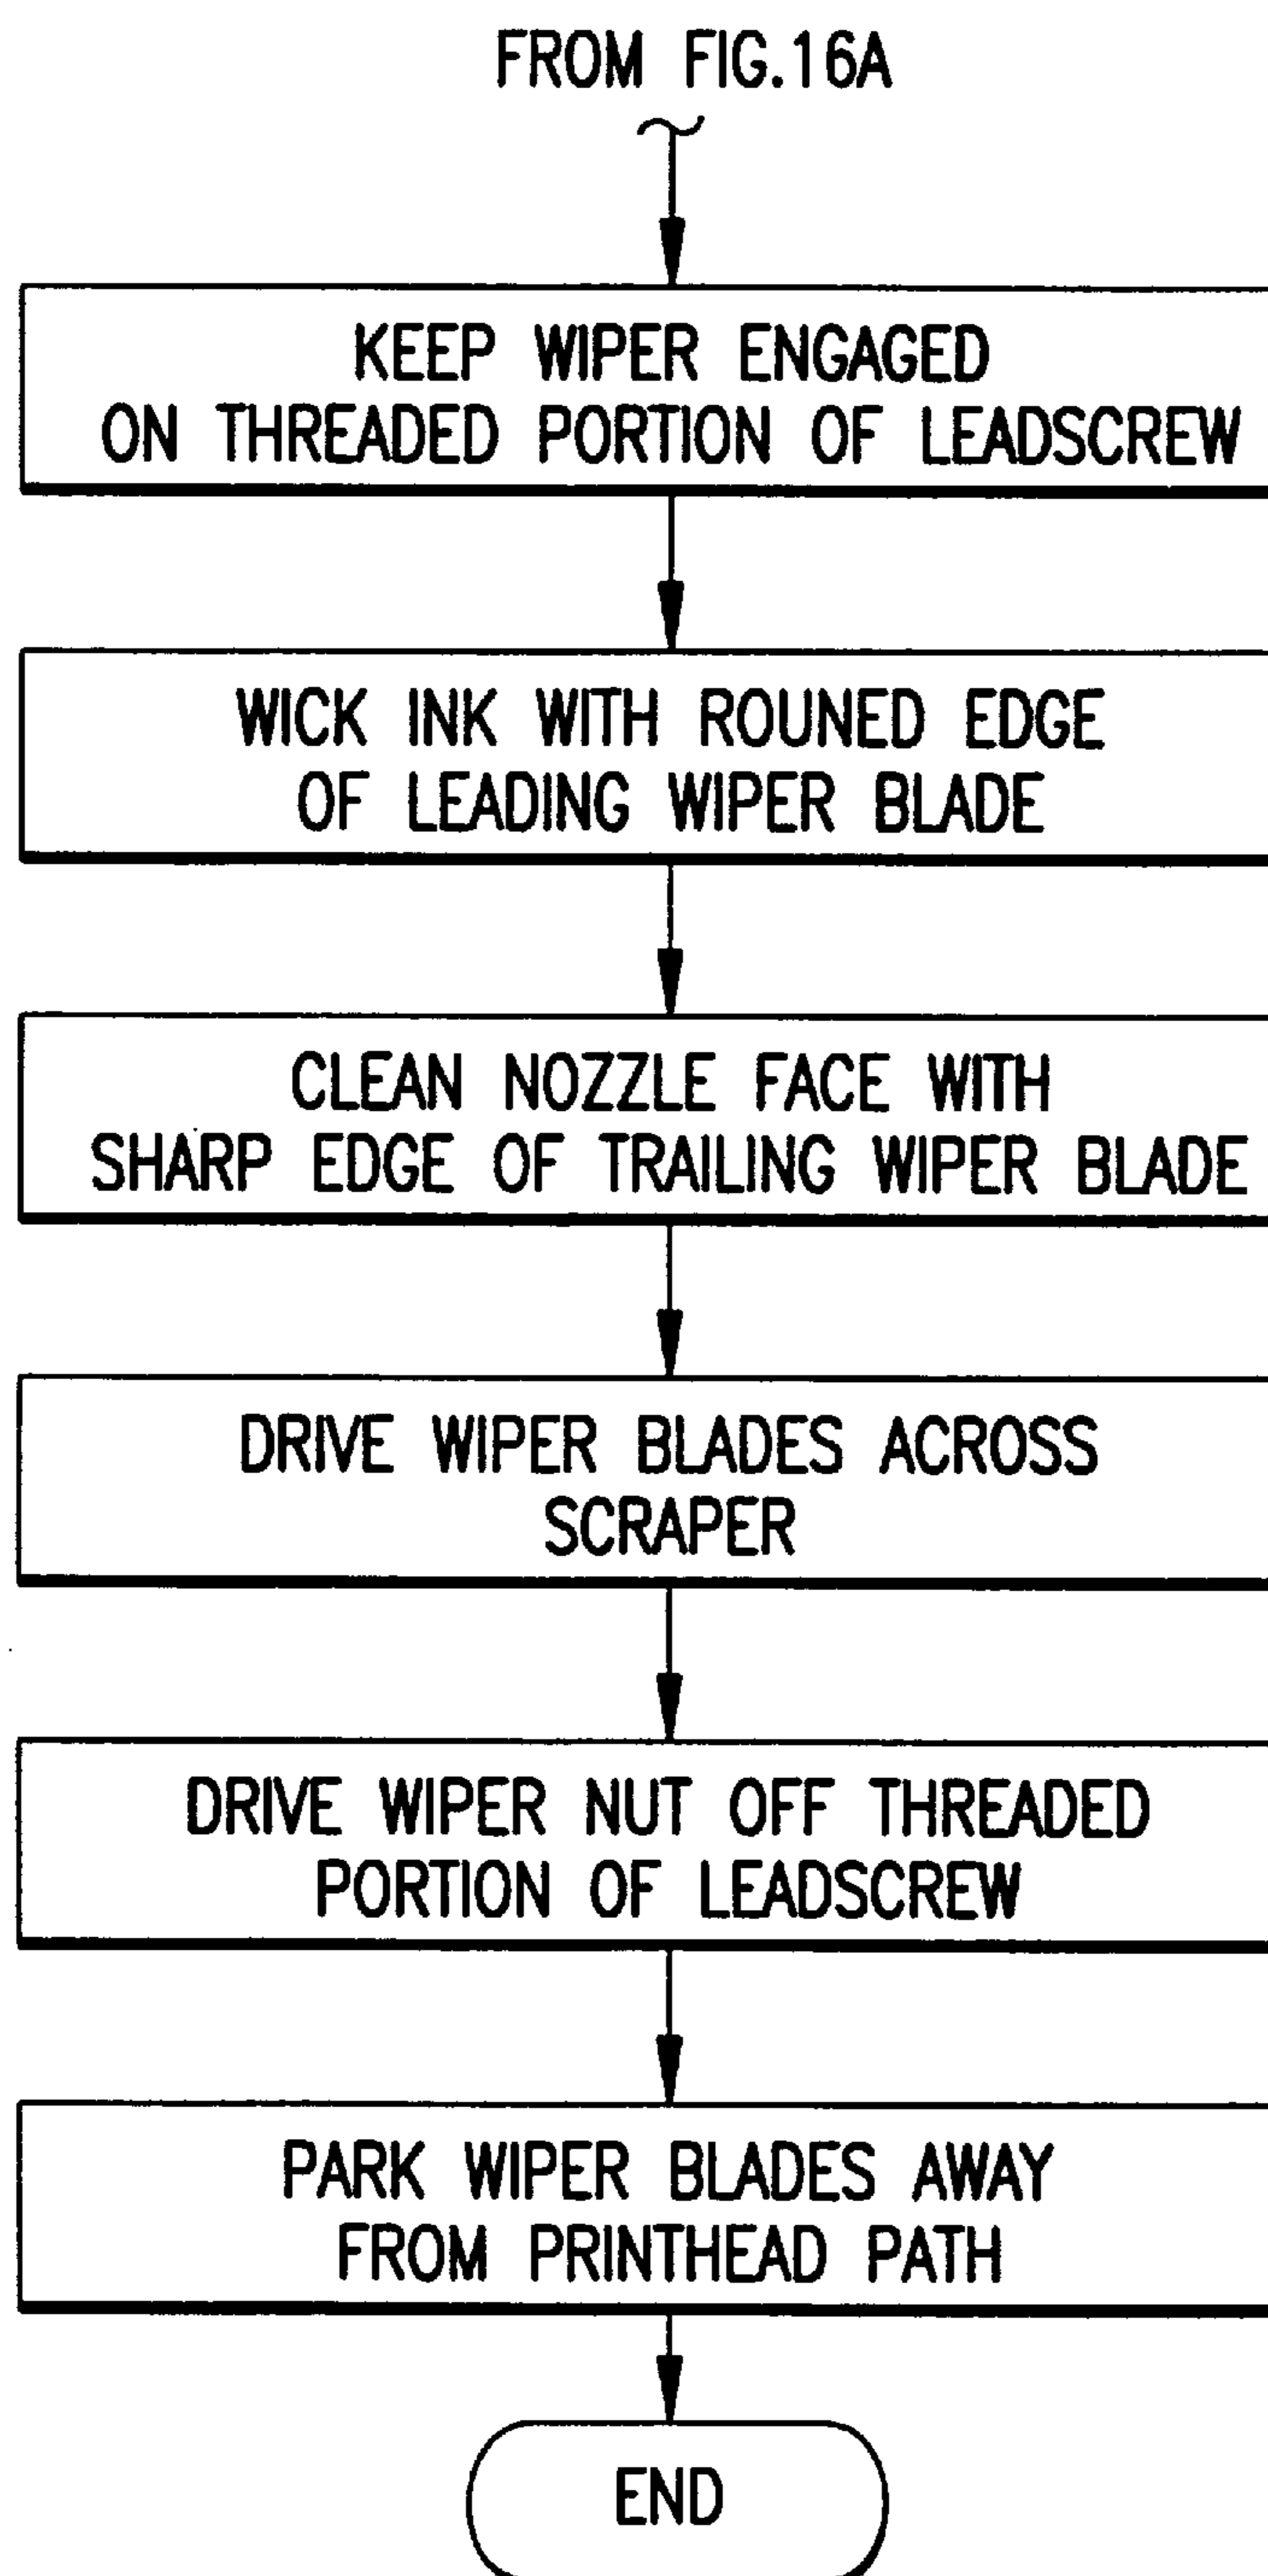 FROM FIG.16A
KEEP WIPER ENGAGED
ON THREADED PORTION OF LEADSCREW
WICK INK WITH ROUNED EDGE
OF LEADING WIPER BLADE
CLEAN NOZZLE FACE WITH
SHARP EDGE OF TRAILING WIPER BLADE
DRIVE WIPER BLADES ACROSS
SCRAPER
DRIVE WIPER NUT OFF THREADED
PORTION OF LEADSCREW
PARK WIPER BLADES AWAY
FROM PRINTHEAD PATH
END